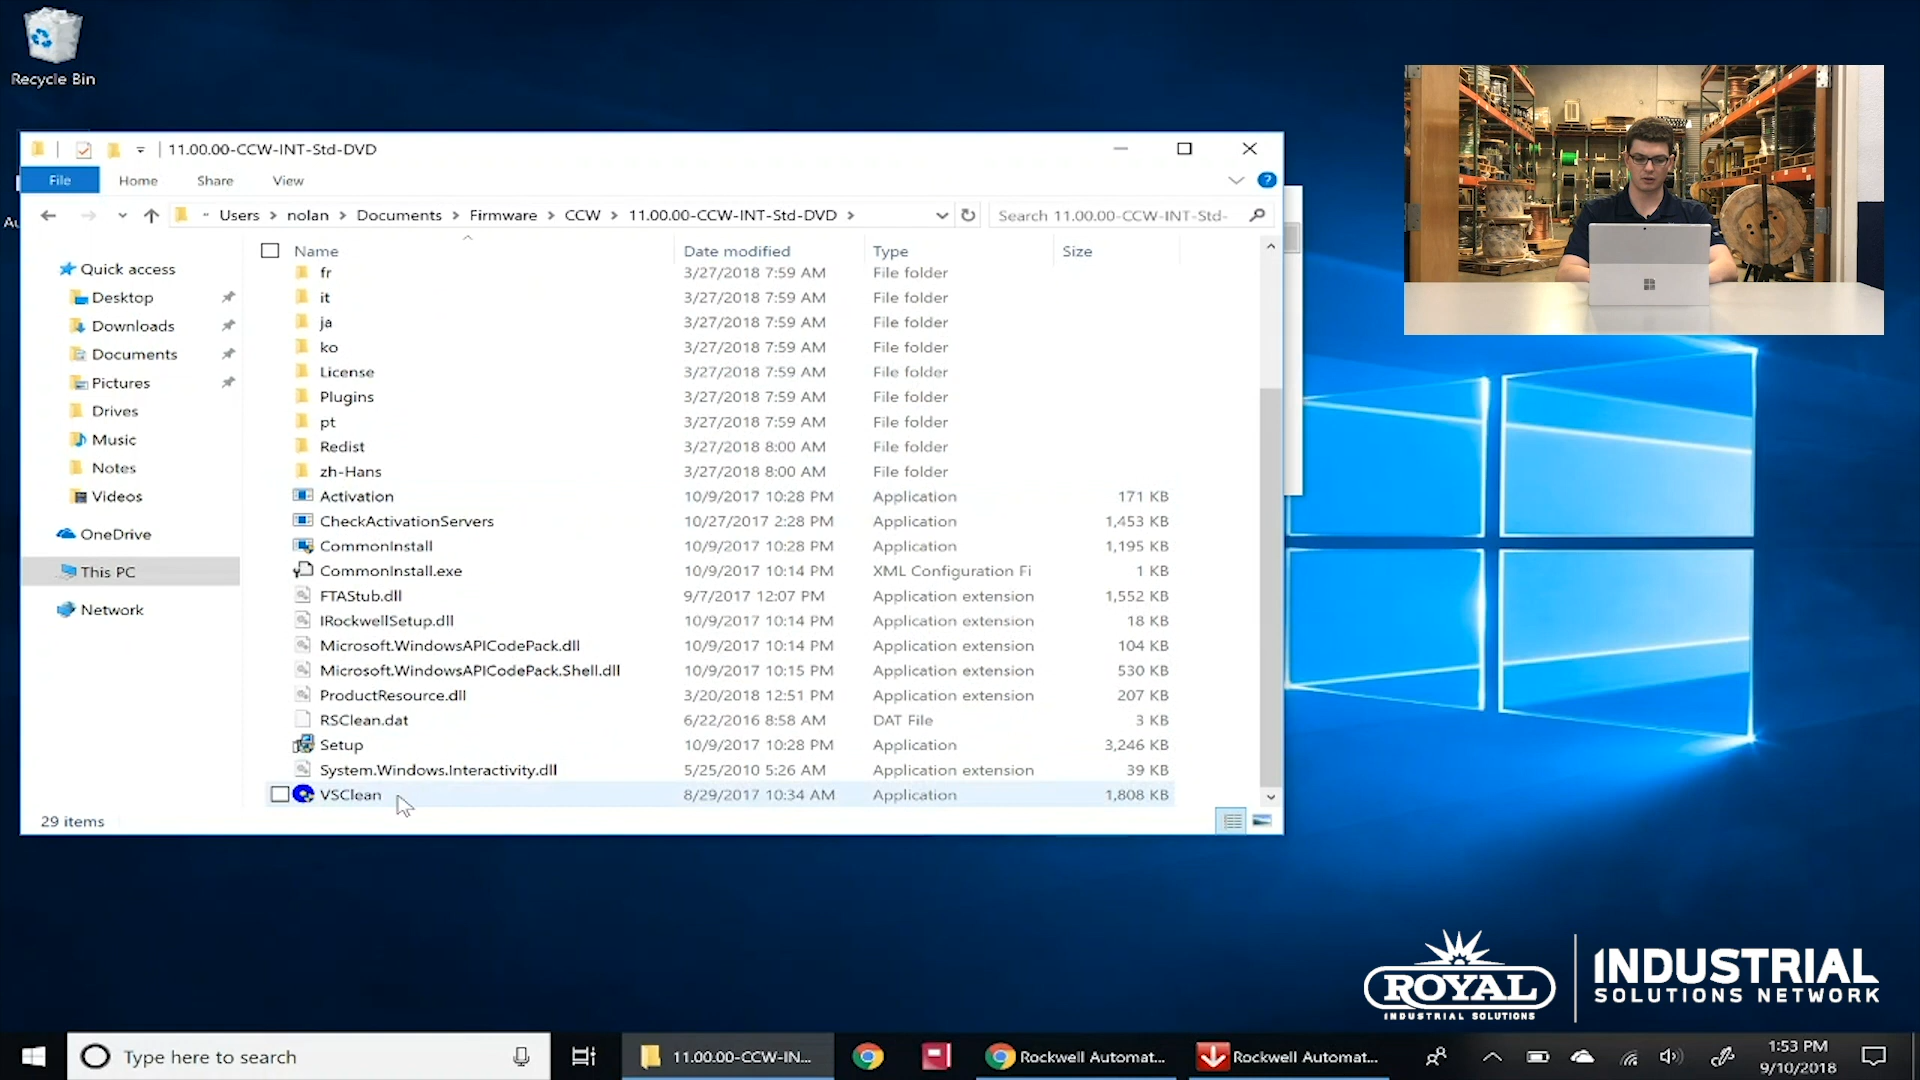 Recycle Bin
11.00.00-CCW-INT-Std-DVD
File Home Share View
Users > nolan > Documents > Firmware > CCW > 11.00.00-CCW-INT-Std-DVD >
Search 11.00.00-CCW-INT-Std-
Quick access
Desktop
Downloads
Documents
Pictures
Drives
Music
Notes
Videos
OneDrive
This PC
Network
Name Date modified Type Size
fr 3/27/2018 7:59 AM File folder
it 3/27/2018 7:59 AM File folder
ja 3/27/2018 7:59 AM File folder
ko 3/27/2018 7:59 AM File folder
License 3/27/2018 7:59 AM File folder
Plugins 3/27/2018 7:59 AM File folder
pt 3/27/2018 7:59 AM File folder
Redist 3/27/2018 8:00 AM File folder
zh-Hans 3/27/2018 8:00 AM File folder
Activation 10/9/2017 10:28 PM Application 171 KB
CheckActivationServers 10/27/2017 2:28 PM Application 1,453 KB
CommonInstall 10/9/2017 10:28 PM Application 1,195 KB
CommonInstall.exe 10/9/2017 10:14 PM XML Configuration Fi 1 KB
FTAStub.dll 9/7/2017 12:07 PM Application extension 1,552 KB
IRockwellSetup.dll 10/9/2017 10:14 PM Application extension 18 KB
Microsoft.WindowsAPICodePack.dll 10/9/2017 10:14 PM Application extension 104 KB
Microsoft.WindowsAPICodePack.Shell.dll 10/9/2017 10:15 PM Application extension 530 KB
ProductResource.dll 3/20/2018 12:51 PM Application extension 207 KB
RSClean.dat 6/22/2016 8:58 AM DAT File 3 KB
Setup 10/9/2017 10:28 PM Application 3,246 KB
System.Windows.Interactivity.dll 5/25/2010 5:26 AM Application extension 39 KB
VSClean 8/29/2017 10:34 AM Application 1,808 KB
29 items
Au
ROYAL
INDUSTRIAL SOLUTIONS
INDUSTRIAL
SOLUTIONS NETWORK
Type here to search
11.00.00-CCW-IN...
Rockwell Automat...
Rockwell Automat...
1:53 PM
9/10/2018